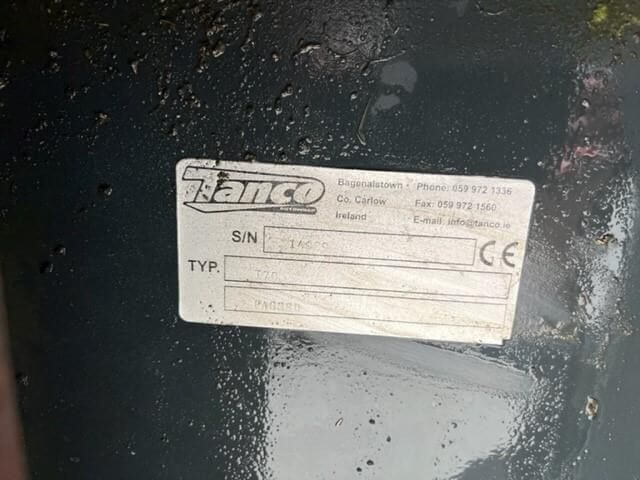 Tanco
Bagenalstown · Phone: 059 972 1336
Co. Carlow Fax: 059 972 1560
Ireland E-mail: info@tanco.ie
S/N CE
TYP. I70